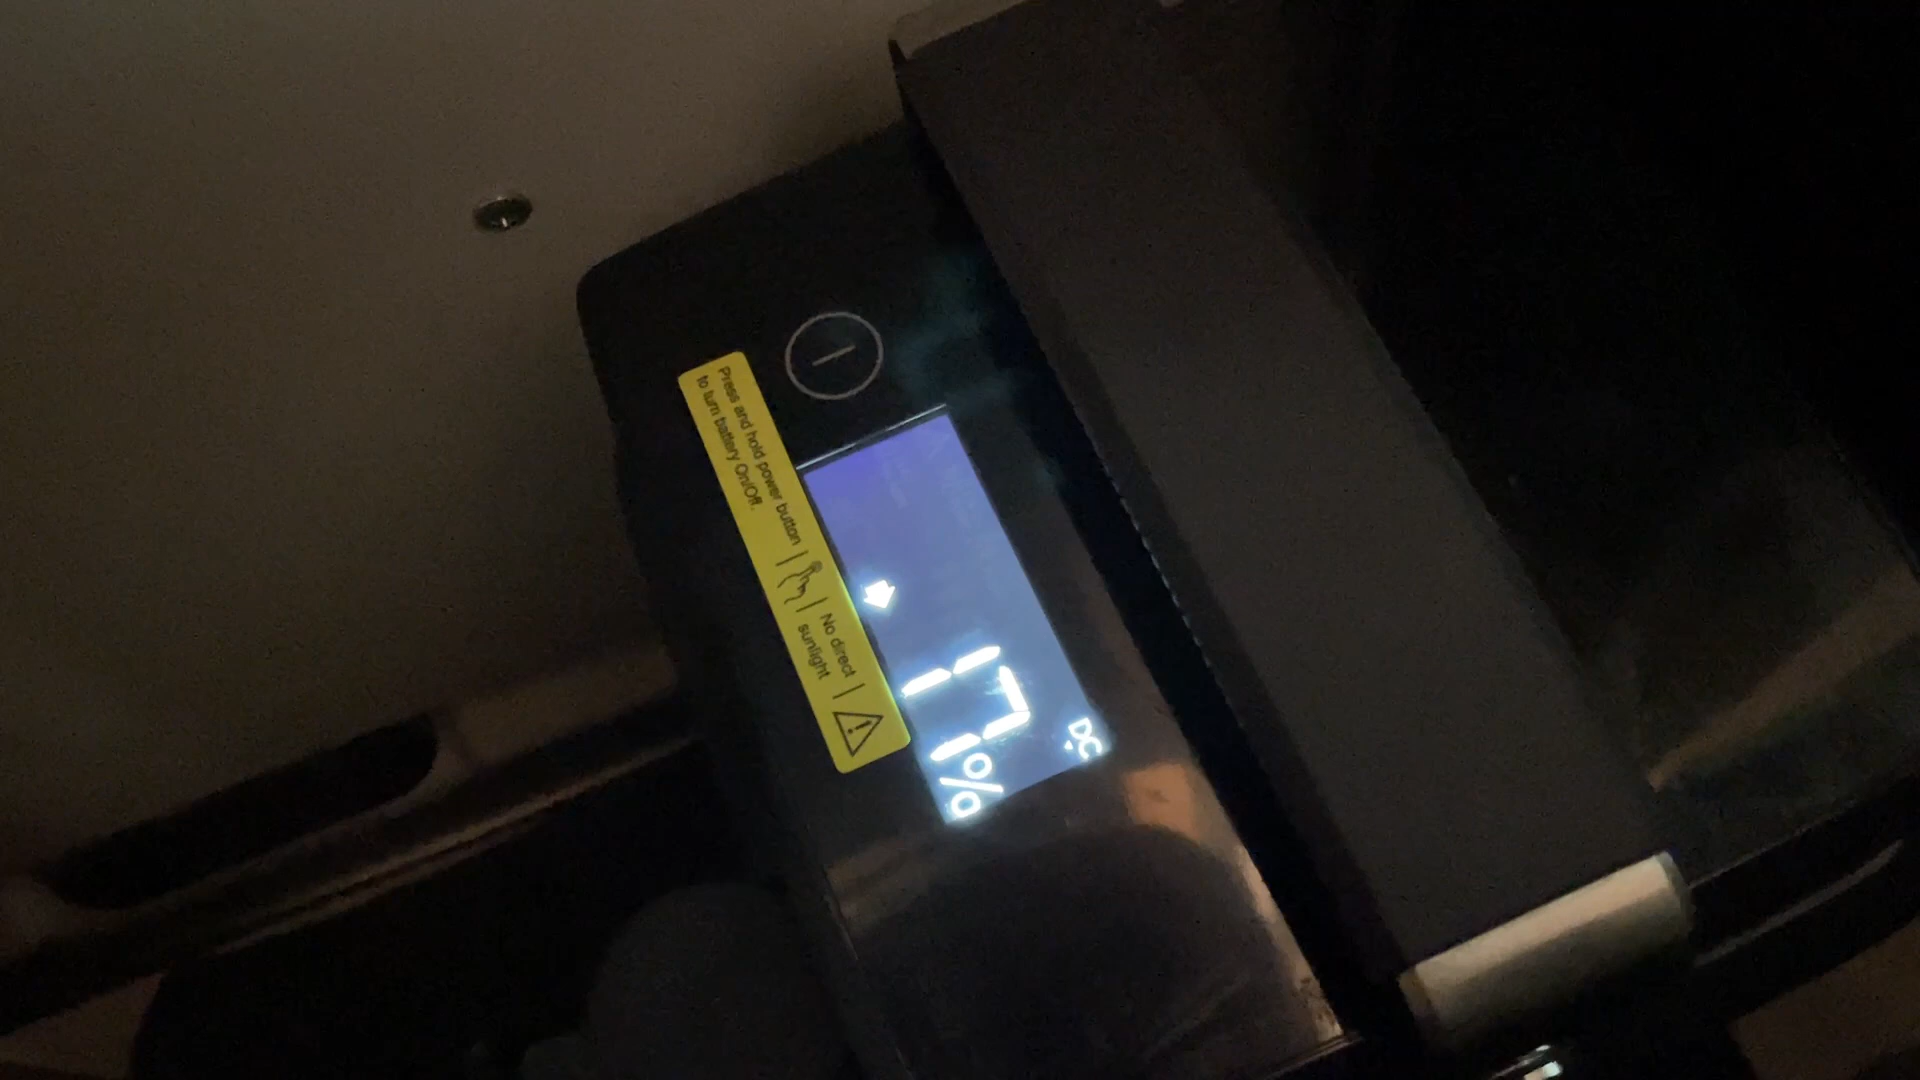 Press and hold power button
to turn battery On/Off.
No direct
sunlight
DC
17%